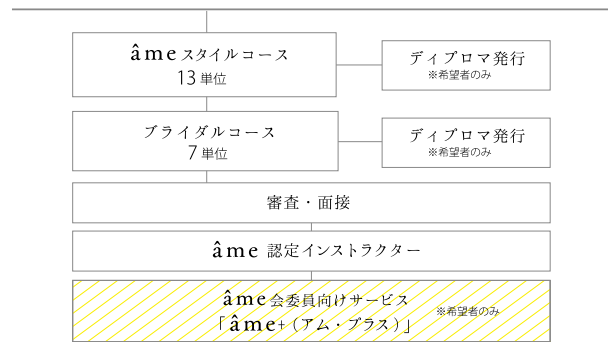 âmeスタイルコース
13単位
ディプロマ発行
※希望者のみ
ブライダルコース
7単位
ディプロマ発行
※希望者のみ
審査・面接
âme 認定インストラクター
âme会委員向けサービス
「âme+(アム・プラス)」
※希望者のみ